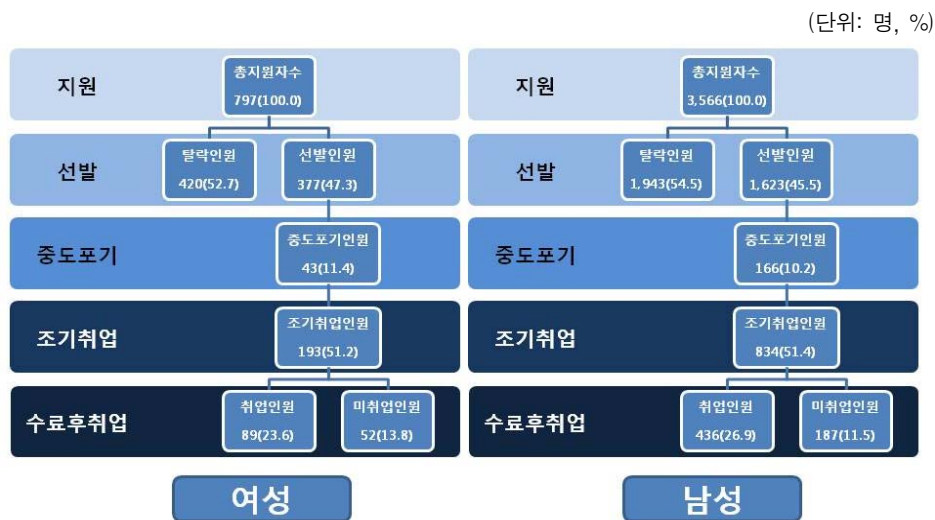 (단위: 명, %)
지원
총지원자수
797(100.0)
선발
탈락인원
420(52.7)
선발인원
377(47.3)
중도포기
중도포기인원
43(11.4)
조기취업
조기취업인원
193(51.2)
수료후취업
취업인원
89(23.6)
미취업인원
52(13.8)
여성
지원
총지원자수
3,566(100.0)
선발
탈락인원
1,943(54.5)
선발인원
1,623(45.5)
중도포기
중도포기인원
166(10.2)
조기취업
조기취업인원
834(51.4)
수료후취업
취업인원
436(26.9)
미취업인원
187(11.5)
남성